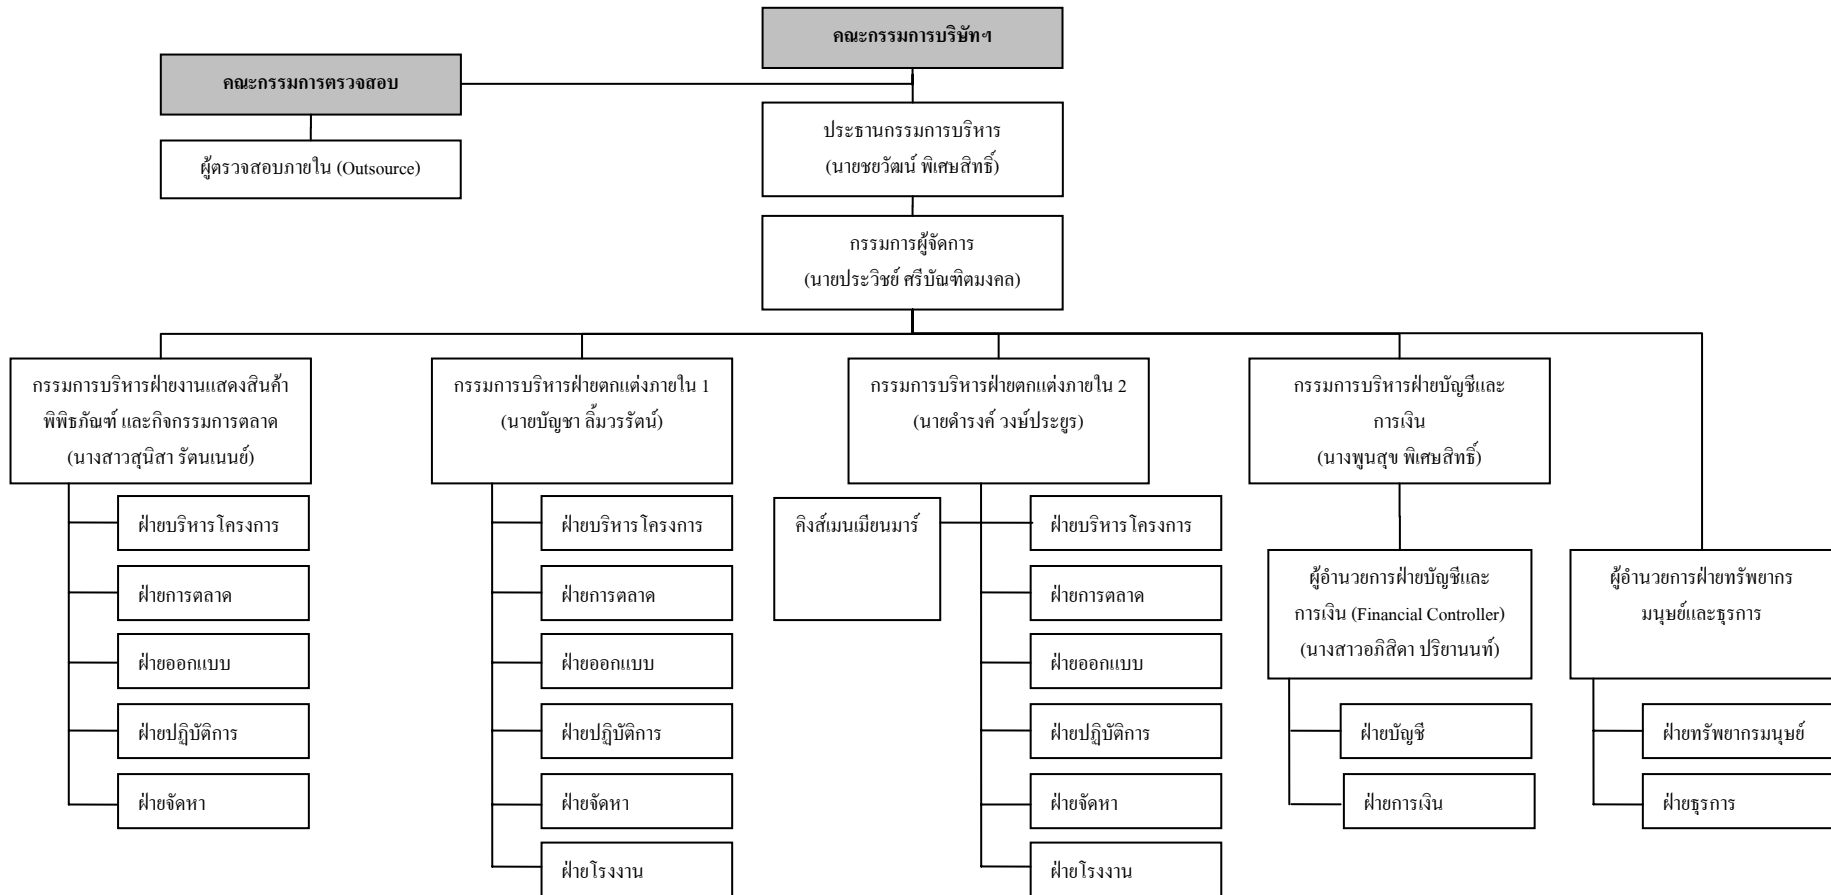 คณะกรรมการบริษัทฯ
คณะกรรมการตรวจสอบ
ผู้ตรวจสอบภายใน (Outsource)
ประธานกรรมการบริหาร
(นายชยวัฒน์ พิเศษสิทธิ์)
กรรมการผู้จัดการ
(นายประวิชย์ ศรีบัณฑิตมงคล)
กรรมการบริหารฝ่ายงานแสดงสินค้า
พิพิธภัณฑ์ และกิจกรรมการตลาด
(นางสาวสุนิสา รัตนเนนย์)
ฝ่ายบริหารโครงการ
ฝ่ายการตลาด
ฝ่ายออกแบบ
ฝ่ายปฏิบัติการ
ฝ่ายจัดหา
กรรมการบริหารฝ่ายตกแต่งภายใน 1
(นายบัญชา ลิ้มวรรัตน์)
ฝ่ายบริหารโครงการ
ฝ่ายการตลาด
ฝ่ายออกแบบ
ฝ่ายปฏิบัติการ
ฝ่ายจัดหา
ฝ่ายโรงงาน
กรรมการบริหารฝ่ายตกแต่งภายใน 2
(นายดำรงค์ วงษ์ประยูร)
คิงส์เมนเมียนมาร์
ฝ่ายบริหารโครงการ
ฝ่ายการตลาด
ฝ่ายออกแบบ
ฝ่ายปฏิบัติการ
ฝ่ายจัดหา
ฝ่ายโรงงาน
กรรมการบริหารฝ่ายบัญชีและ
การเงิน
(นางพูนสุข พิเศษสิทธิ์)
ผู้อำนวยการฝ่ายบัญชีและ
การเงิน (Financial Controller)
(นางสาวอภิสิดา ปริยานนท์)
ฝ่ายบัญชี
ฝ่ายการเงิน
ผู้อำนวยการฝ่ายทรัพยากร
มนุษย์และธุรการ
ฝ่ายทรัพยากรมนุษย์
ฝ่ายธุรการ